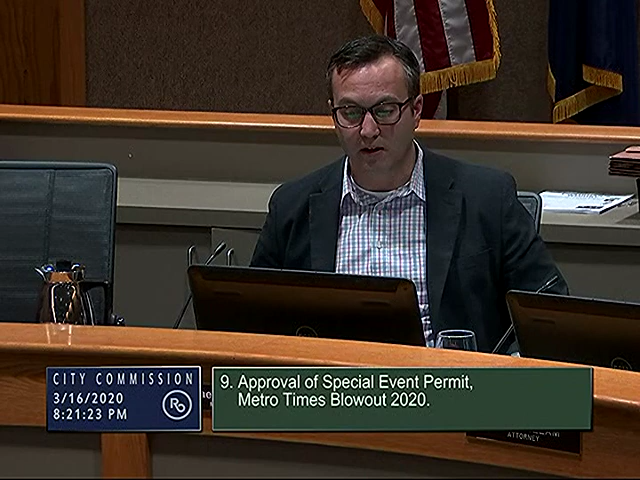 CITY COMMISSION
3/16/2020
8:21:23 PM
RO
9. Approval of Special Event Permit,
Metro Times Blowout 2020.
ATTORNEY